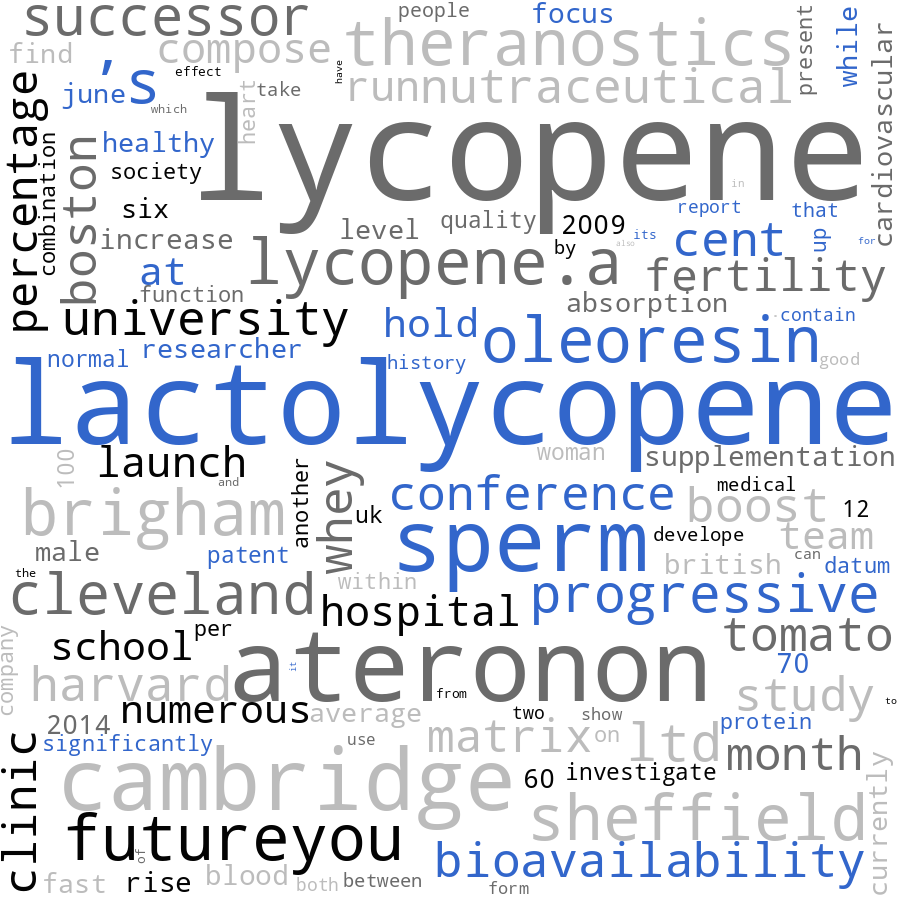 successor
people
focus
find
compose
theranostics
present
while
cardiovascular
’s
effect
have
june
which
take
heart
run
nutraceutical
percentage
combination
boston
healthy
society
lycopene
in
six
level
quality
2009
report
that
increase
by
its
also
cent
up
for
at
function
lycopene.a
fertility
absorption
university
hold
oleoresin
contain
normal
researcher
history
good
lactolycopene
100
launch
and
another
whey
woman
supplementation
brigham
uk
conference
medical
boost
12
male
patent
sperm
develope
team
can
the
cleveland
within
british
datum
progressive
hospital
company
school
per
tomato
it
ateronon
70
harvard
from
study
to
2014
numerous
average
two
show
significantly
use
matrix
on
ltd
protein
month
clinic
cambridge
60
investigate
currently
sheffield
futureyou
of
bioavailability
fast
rise
blood
both
between
form